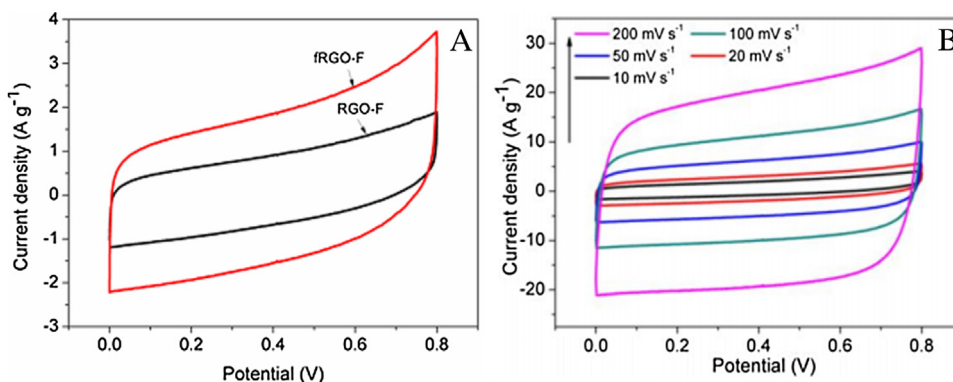 A
fRGO-F
RGO-F
Current density (A g⁻¹)
4
3
2
1
0
-1
-2
-3
0.0 0.2 0.4 0.6 0.8
Potential (V)
B
200 mV s⁻¹ 100 mV s⁻¹
50 mV s⁻¹ 20 mV s⁻¹
10 mV s⁻¹
Current density (A g⁻¹)
30
20
10
0
-10
-20
0.0 0.2 0.4 0.6 0.8
Potential (V)